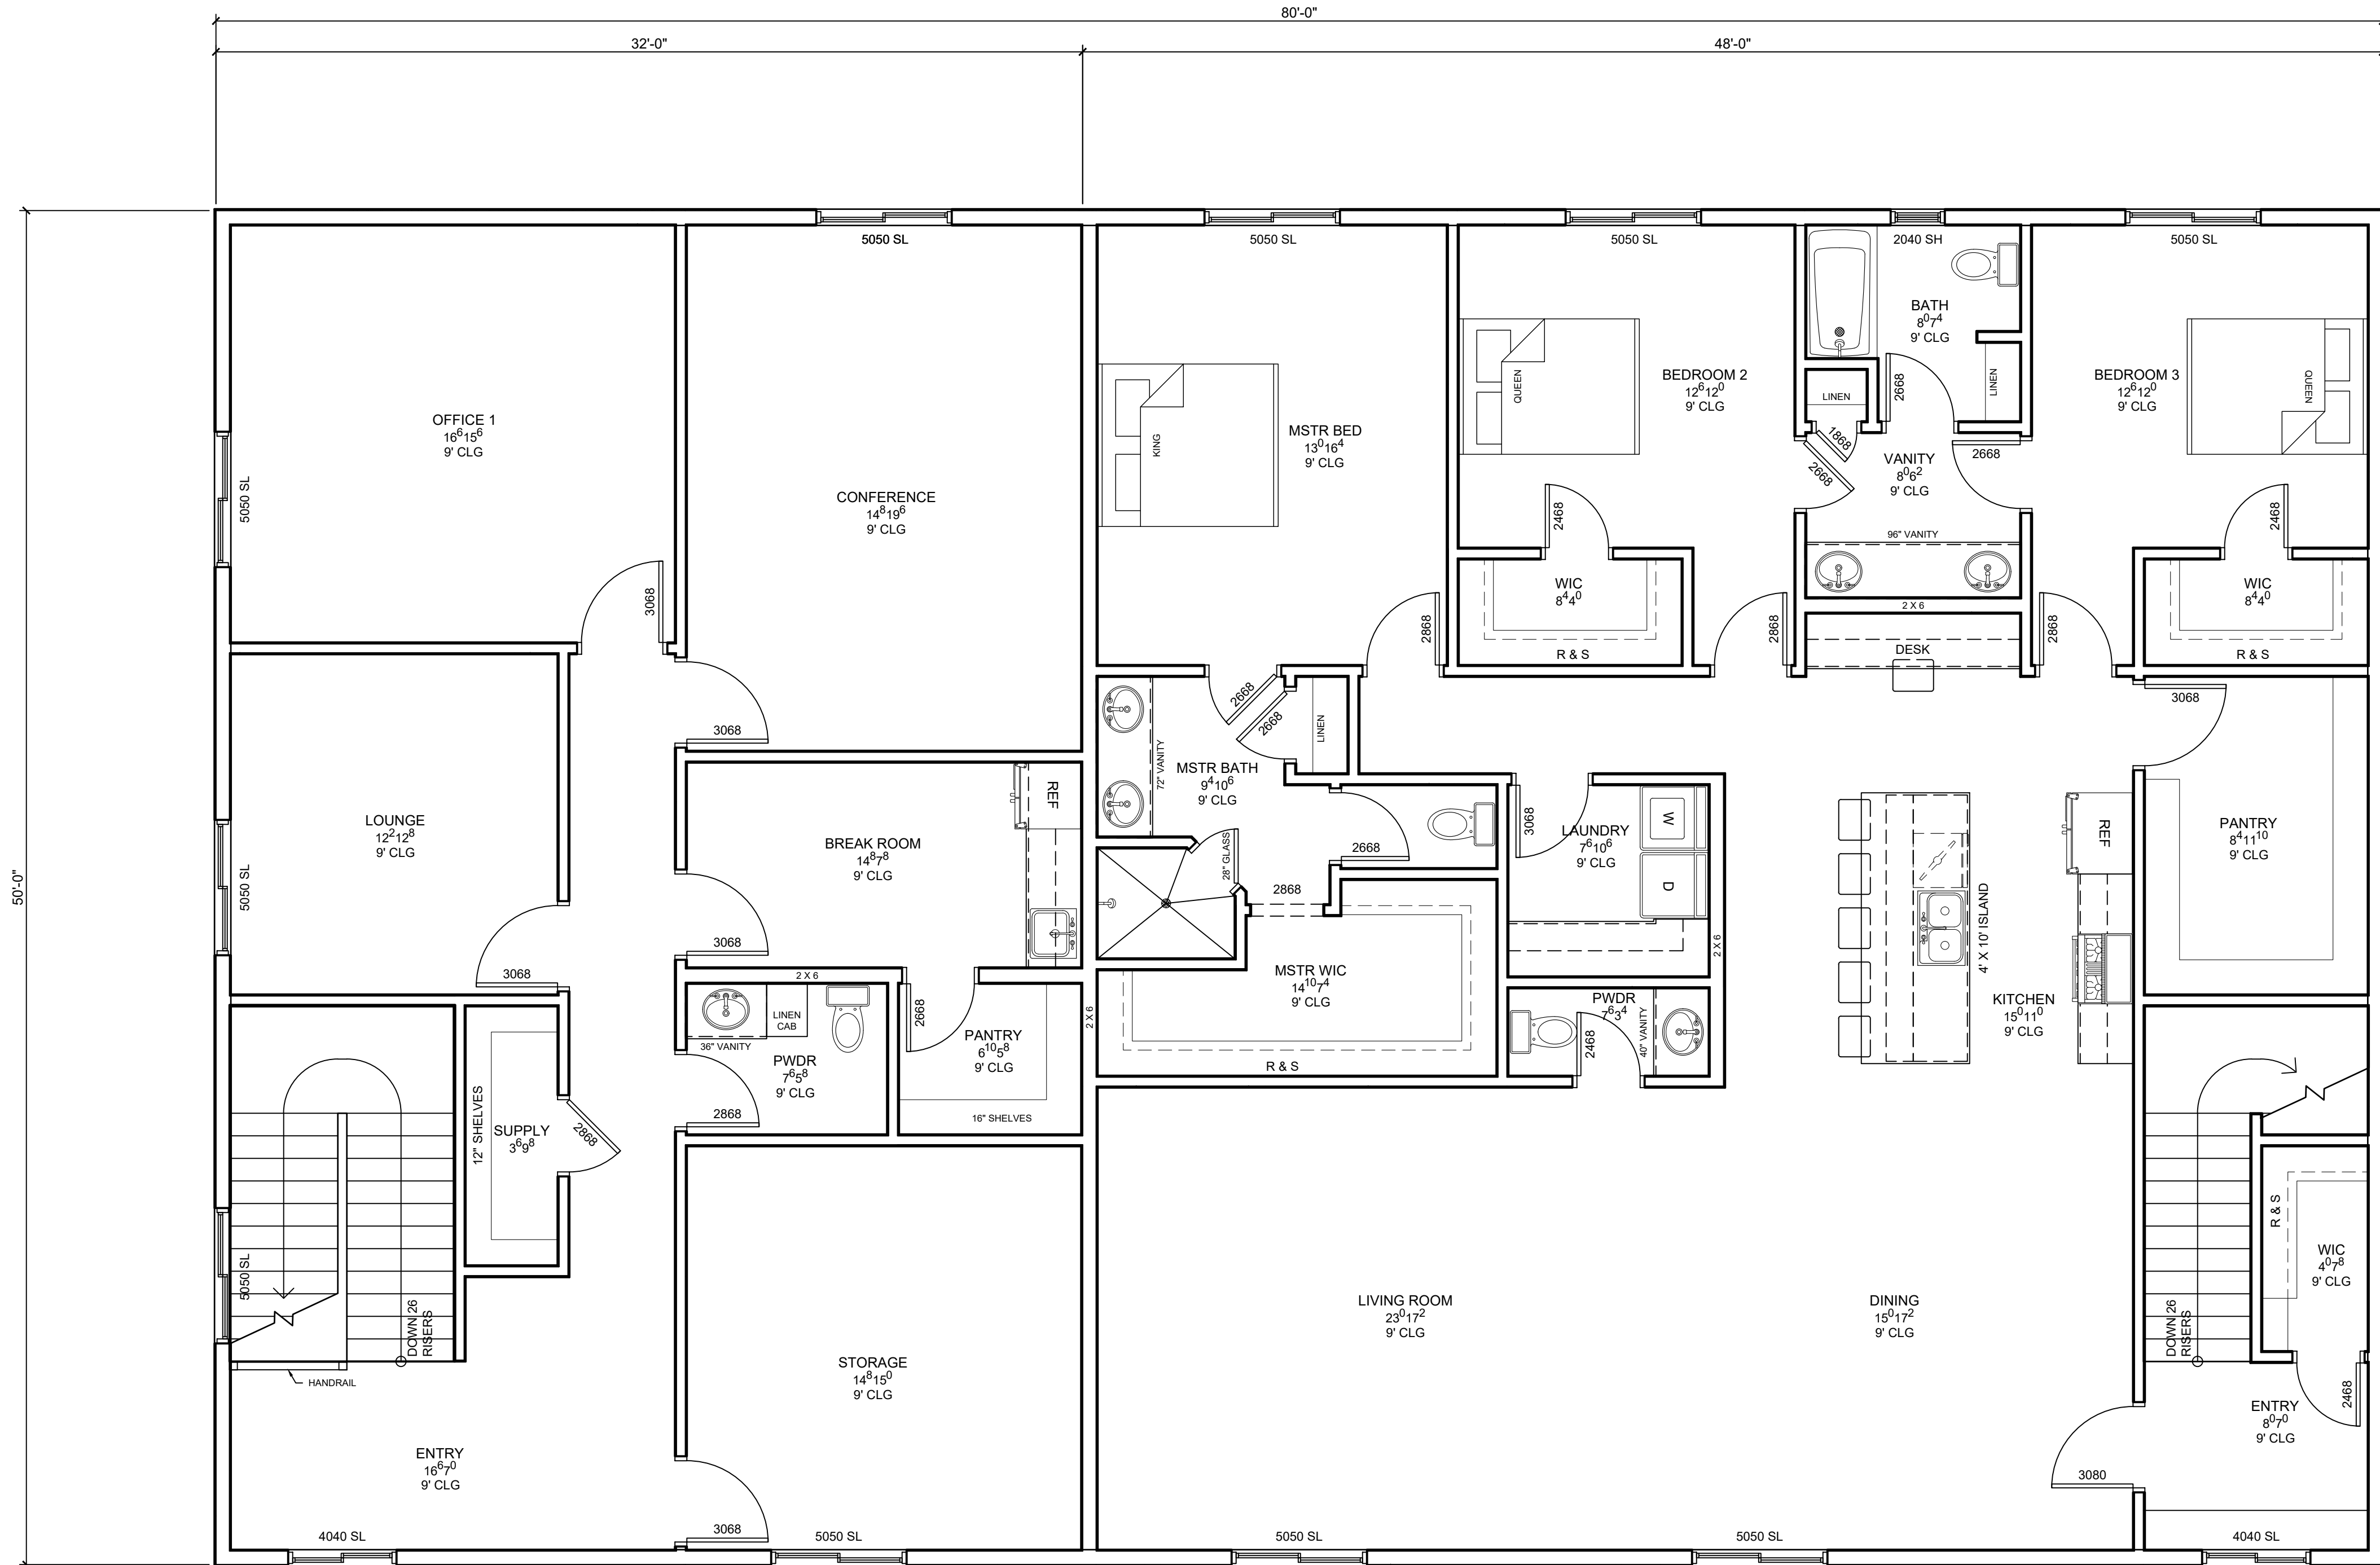 80'-0"
32'-0"
48'-0"
50'-0"
5050 SL
5050 SL
5050 SL
2040 SH
5050 SL
OFFICE 1
16⁶15⁶
9' CLG
5050 SL
3068
CONFERENCE
14⁸19⁶
9' CLG
3068
MSTR BED
13⁰16⁴
9' CLG
KING
2868
BEDROOM 2
12⁶12⁰
9' CLG
QUEEN
2468
WIC
8⁴4⁰
R & S
2868
BATH
8⁰7⁴
9' CLG
LINEN
LINEN
2668
1868
2668
VANITY
8⁰6²
9' CLG
2668
96" VANITY
2 X 6
DESK
BEDROOM 3
12⁶12⁰
9' CLG
QUEEN
2468
WIC
8⁴4⁰
R & S
2868
3068
LOUNGE
12²12⁸
9' CLG
5050 SL
3068
BREAK ROOM
14⁸7⁸
9' CLG
REF
3068
2 X 6
MSTR BATH
9⁴10⁶
9' CLG
72" VANITY
2668
2668
LINEN
2668
28" GLASS
2868
MSTR WIC
14¹⁰7⁴
9' CLG
R & S
2 X 6
LAUNDRY
7⁶10⁶
9' CLG
3068
W
D
2 X 6
PWDR
7⁶3⁴
40" VANITY
2468
4' X 10' ISLAND
REF
KITCHEN
15⁰11⁰
9' CLG
PANTRY
8⁴11¹⁰
9' CLG
LINEN
CAB
36" VANITY
PWDR
7⁶5⁸
9' CLG
2868
2668
PANTRY
6¹⁰5⁸
9' CLG
16" SHELVES
12" SHELVES
SUPPLY
3⁶9⁸
2868
5050 SL
DOWN 26
RISERS
HANDRAIL
ENTRY
16⁶7⁰
9' CLG
4040 SL
STORAGE
14⁸15⁰
9' CLG
3068
5050 SL
LIVING ROOM
23⁰17²
9' CLG
5050 SL
DINING
15⁰17²
9' CLG
5050 SL
DOWN 26
RISERS
R & S
WIC
4⁰7⁸
9' CLG
2468
ENTRY
8⁰7⁰
9' CLG
3080
4040 SL